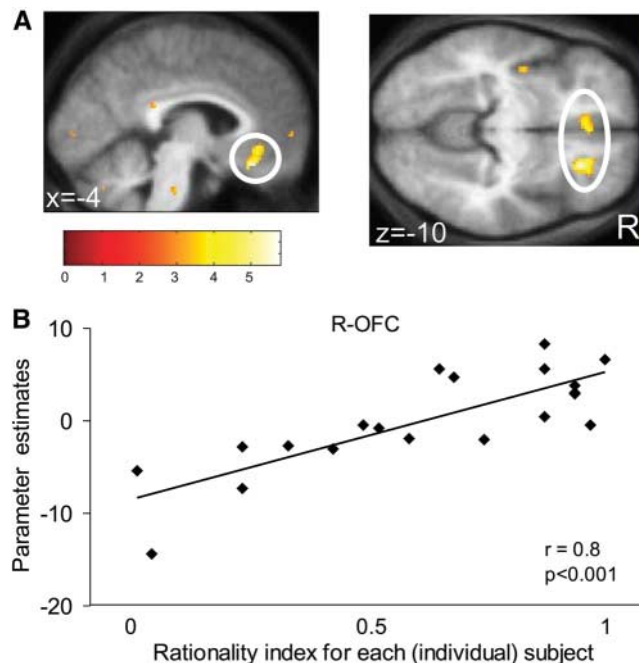 A
x=-4
z=-10
R
0 1 2 3 4 5
B
R-OFC
10
0
-10
-20
Parameter estimates
r = 0.8
p<0.001
0 0.5 1
Rationality index for each (individual) subject